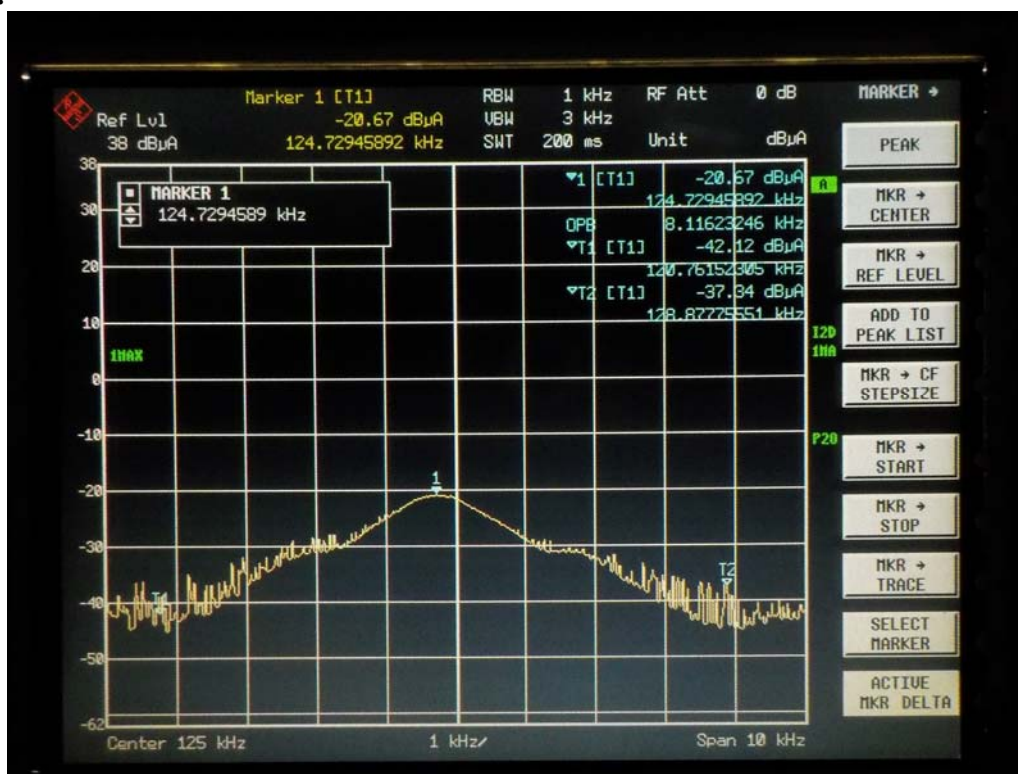 Marker 1 [T1] RBW 1 kHz RF Att 0 dB MARKER →
Ref Lvl -20.67 dBµA VBW 3 kHz
38 dBµA 124.72945892 kHz SWT 200 ms Unit dBµA
PEAK
38
▼1 [T1] -20.67 dBµA A
MARKER 1
124.72945892 kHz
MKR →
CENTER
30
124.7294589 kHz
OPB 8.11623246 kHz
▽T1 [T1] -42.12 dBµA
MKR →
REF LEVEL
20
120.76152305 kHz
▽T2 [T1] -37.34 dBµA
128.87775551 kHz
ADD TO
PEAK LIST
10
I2D
1MAX
1MA
0
MKR → CF
STEPSIZE
-10
P20
MKR →
START
1
-20
MKR →
STOP
-30
T2
MKR →
TRACE
-40
T1
SELECT
MARKER
-50
ACTIVE
MKR DELTA
-62
Center 125 kHz 1 kHz/ Span 10 kHz